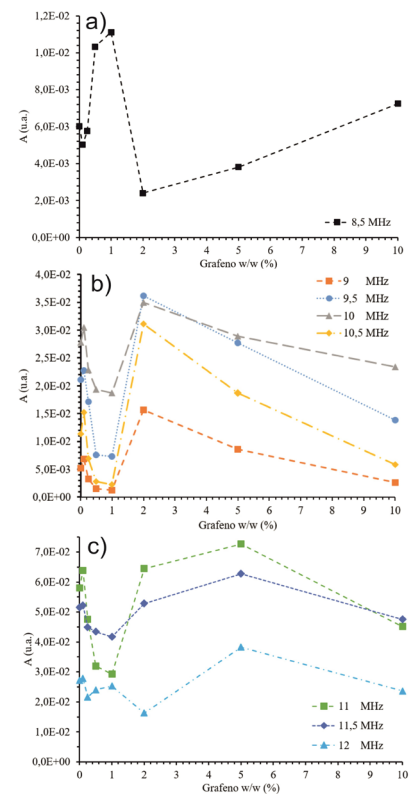 a)
A (u.a.)
1,2E-02
1,0E-02
8,0E-03
6,0E-03
4,0E-03
2,0E-03
0,0E+00
0 1 2 3 4 5 6 7 8 9 10
Grafeno w/w (%)
8,5 MHz
b)
A (u.a.)
4,0E-02
3,5E-02
3,0E-02
2,5E-02
2,0E-02
1,5E-02
1,0E-02
5,0E-03
0,0E+00
0 1 2 3 4 5 6 7 8 9 10
Grafeno w/w (%)
9 MHz
9,5 MHz
10 MHz
10,5 MHz
c)
A (u.a.)
7,0E-02
6,0E-02
5,0E-02
4,0E-02
3,0E-02
2,0E-02
1,0E-02
0,0E+00
0 1 2 3 4 5 6 7 8 9 10
Grafeno w/w (%)
11 MHz
11,5 MHz
12 MHz